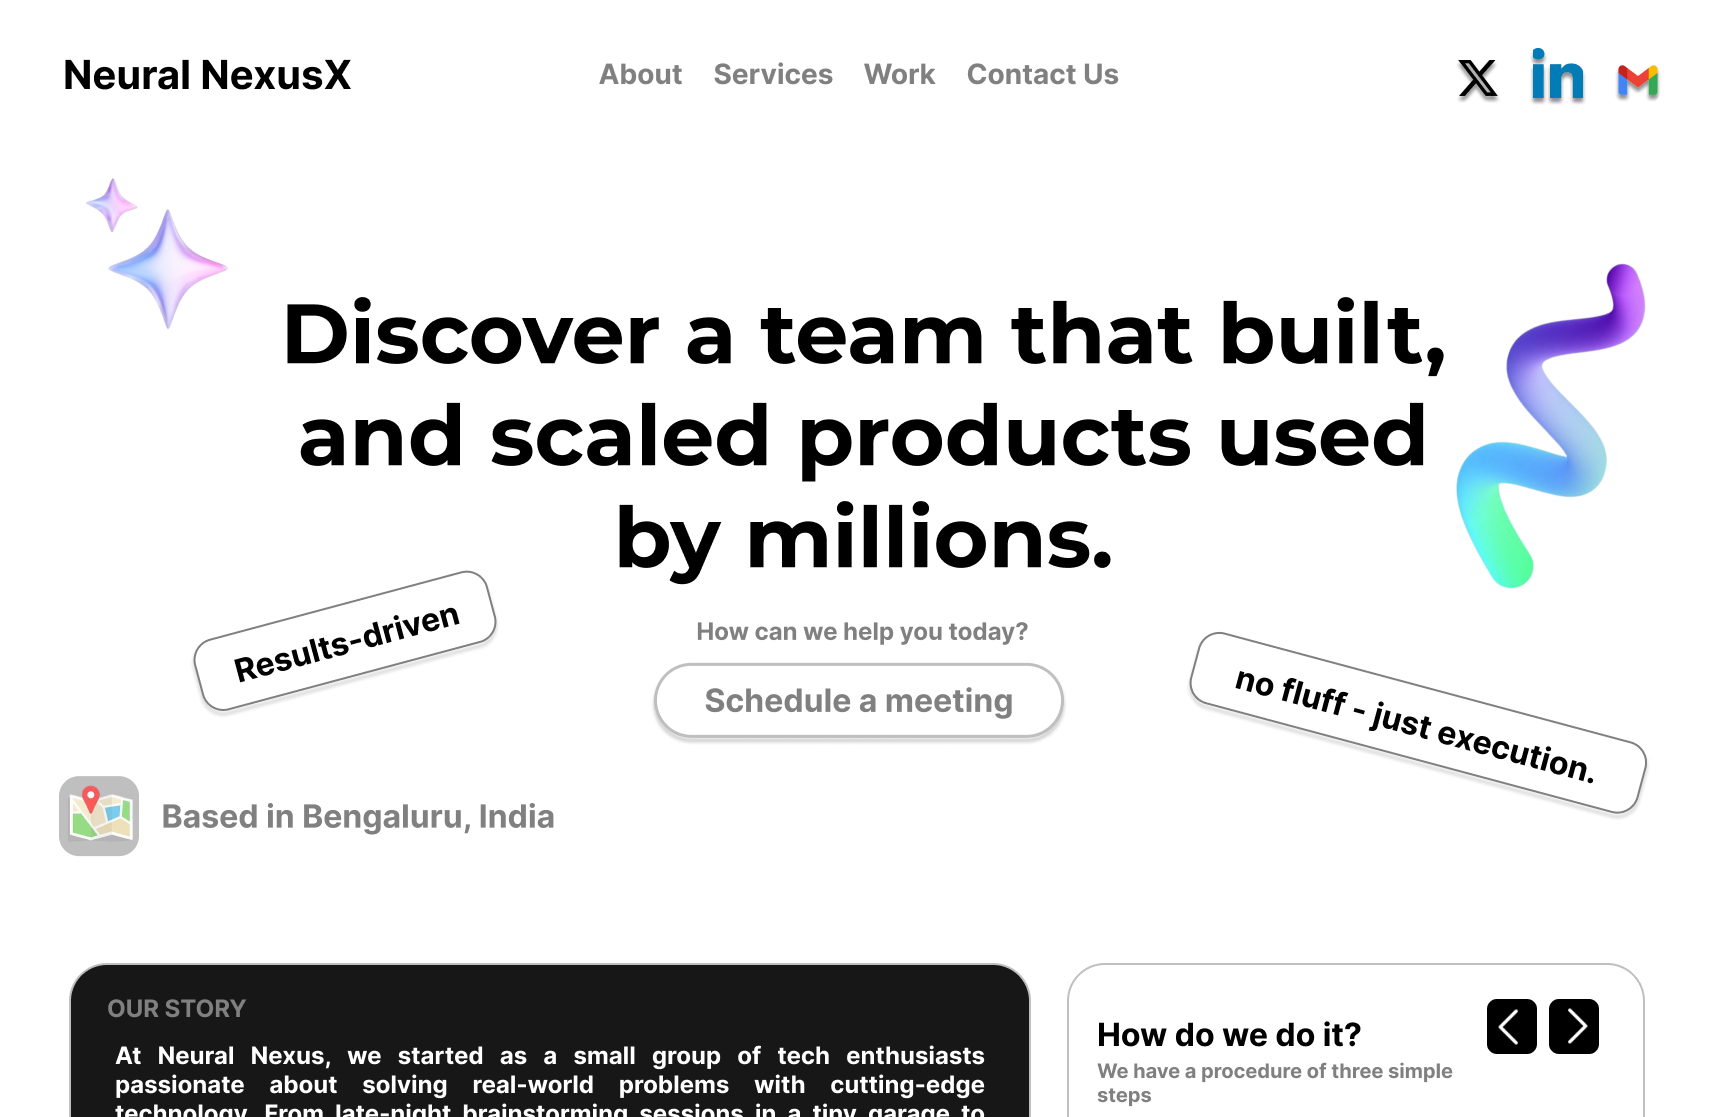 Neural NexusX
About Services Work Contact Us
Discover a team that built,
and scaled products used
by millions.
Results-driven
How can we help you today?
Schedule a meeting
no fluff - just execution.
Based in Bengaluru, India
OUR STORY
At Neural Nexus, we started as a small group of tech enthusiasts
passionate about solving real-world problems with cutting-edge
technology. From late-night brainstorming sessions in a tiny garage to
How do we do it?
We have a procedure of three simple
steps